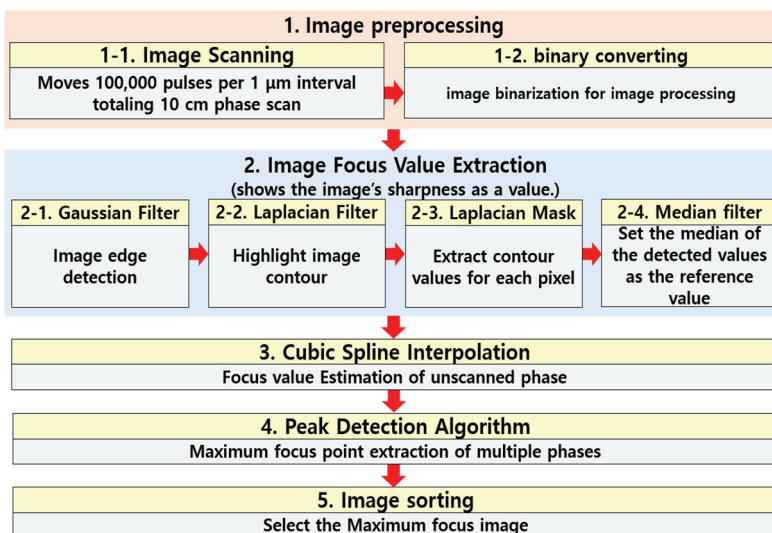 1. Image preprocessing
1-1. Image Scanning
Moves 100,000 pulses per 1 μm interval
totaling 10 cm phase scan
1-2. binary converting
image binarization for image processing
2. Image Focus Value Extraction
(shows the image's sharpness as a value.)
2-1. Gaussian Filter
Image edge
detection
2-2. Laplacian Filter
Highlight image
contour
2-3. Laplacian Mask
Extract contour
values for each pixel
2-4. Median filter
Set the median of
the detected values
as the reference
value
3. Cubic Spline Interpolation
Focus value Estimation of unscanned phase
4. Peak Detection Algorithm
Maximum focus point extraction of multiple phases
5. Image sorting
Select the Maximum focus image